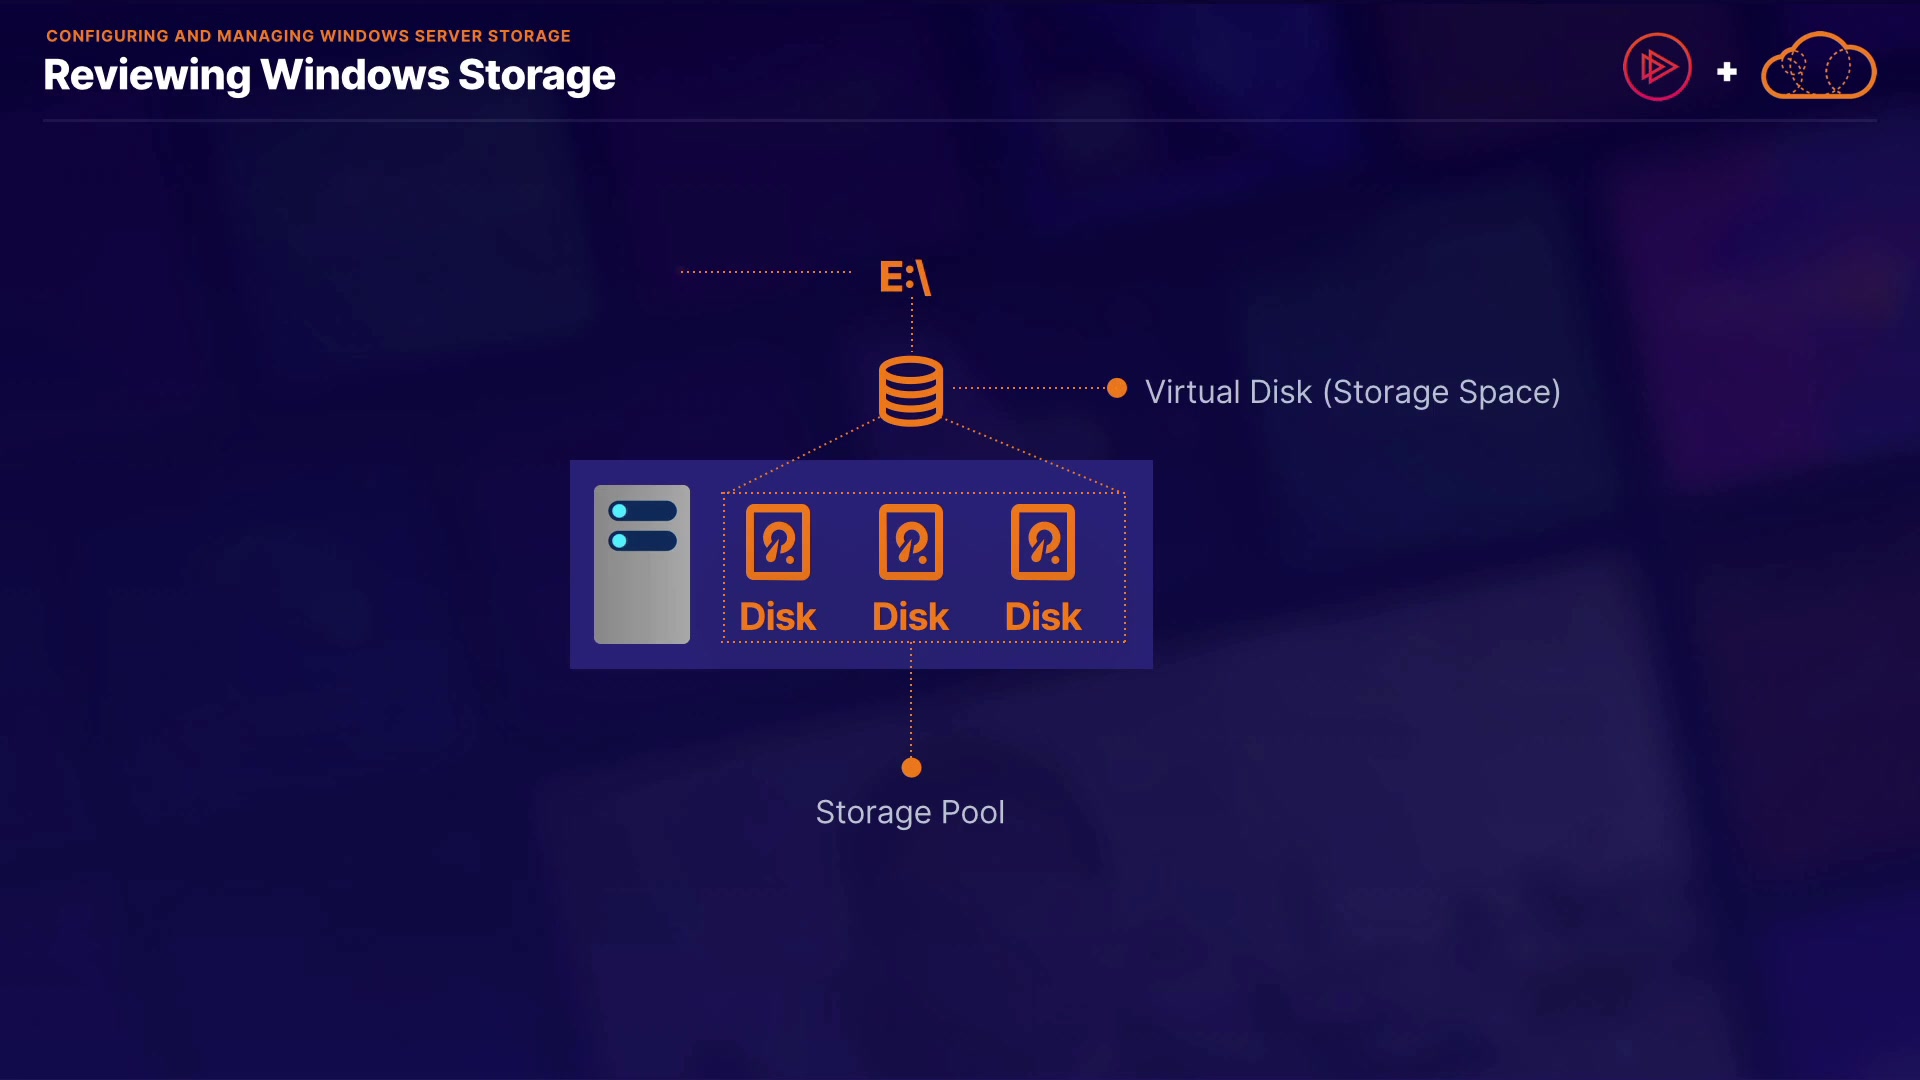 CONFIGURING AND MANAGING WINDOWS SERVER STORAGE
Reviewing Windows Storage
E:\
Virtual Disk (Storage Space)
Disk Disk Disk
Storage Pool